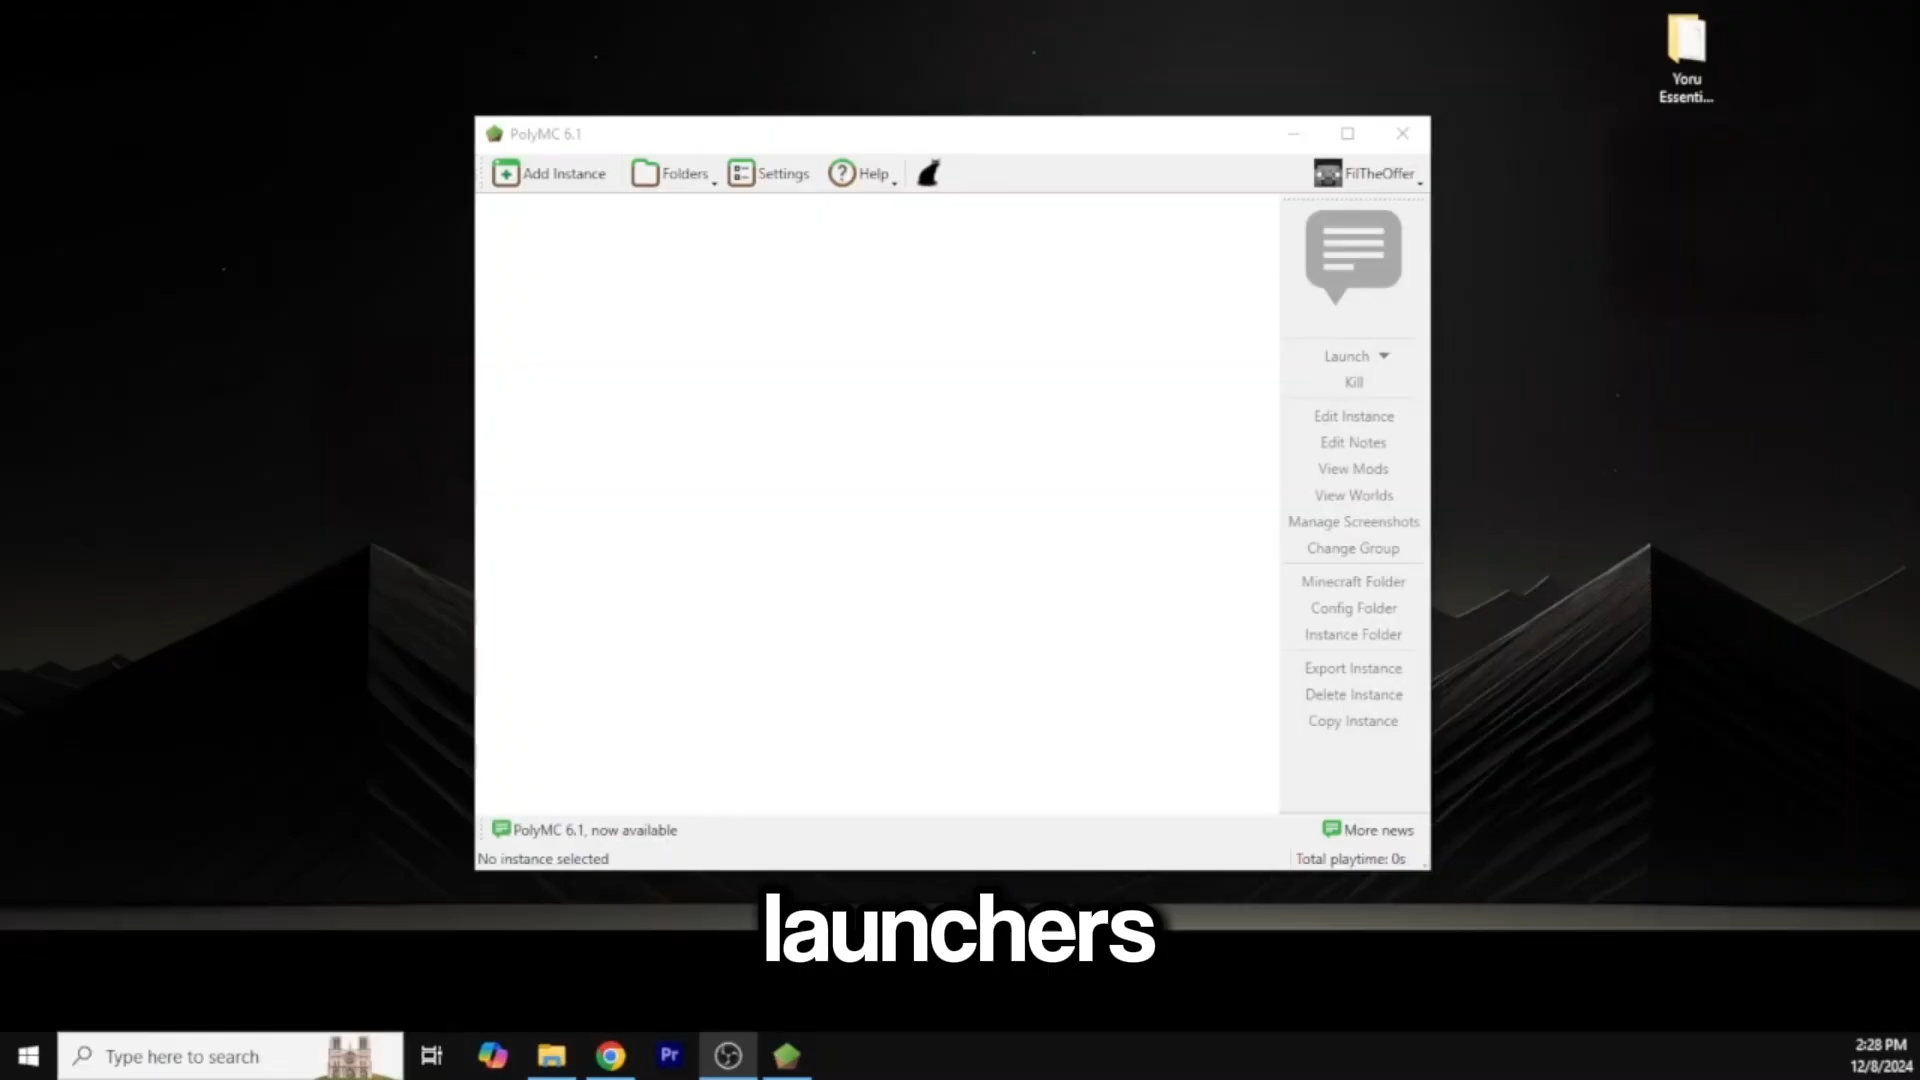 Yoru
Essenti...
PolyMC 6.1
Add Instance
Folders
Settings
Help
FilTheOffer
Launch
Kill
Edit Instance
Edit Notes
View Mods
View Worlds
Manage Screenshots
Change Group
Minecraft Folder
Config Folder
Instance Folder
Export Instance
Delete Instance
Copy Instance
PolyMC 6.1, now available
More news
No instance selected
Total playtime: 0s
launchers
Type here to search
Pr
2:28 PM
12/8/2024